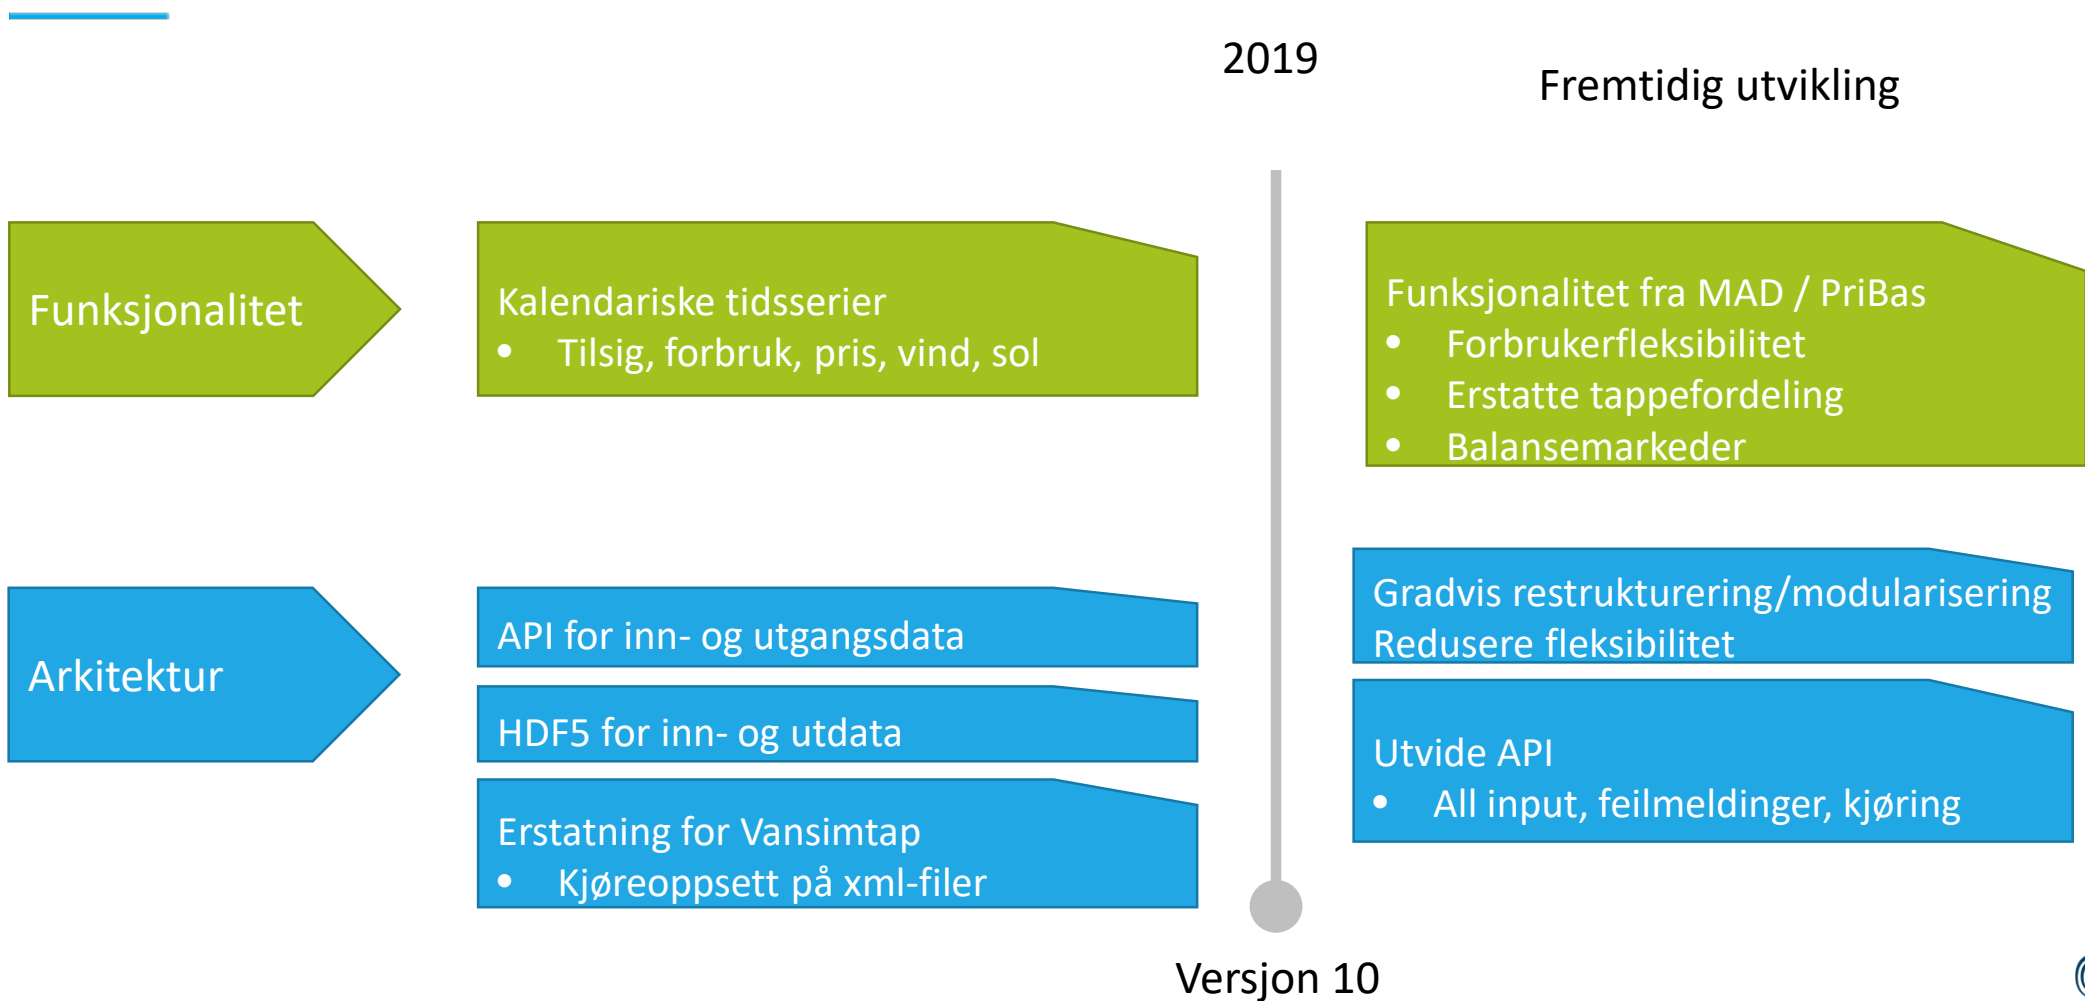 2019
Fremtidig utvikling
Funksjonalitet
Kalendariske tidsserier
• Tilsig, forbruk, pris, vind, sol
Funksjonalitet fra MAD / PriBas
• Forbrukerfleksibilitet
• Erstatte tappefordeling
• Balansemarkeder
Arkitektur
API for inn- og utgangsdata
HDF5 for inn- og utdata
Erstatning for Vansimtap
• Kjøreoppsett på xml-filer
Gradvis restrukturering/modularisering
Redusere fleksibilitet
Utvide API
• All input, feilmeldinger, kjøring
Versjon 10